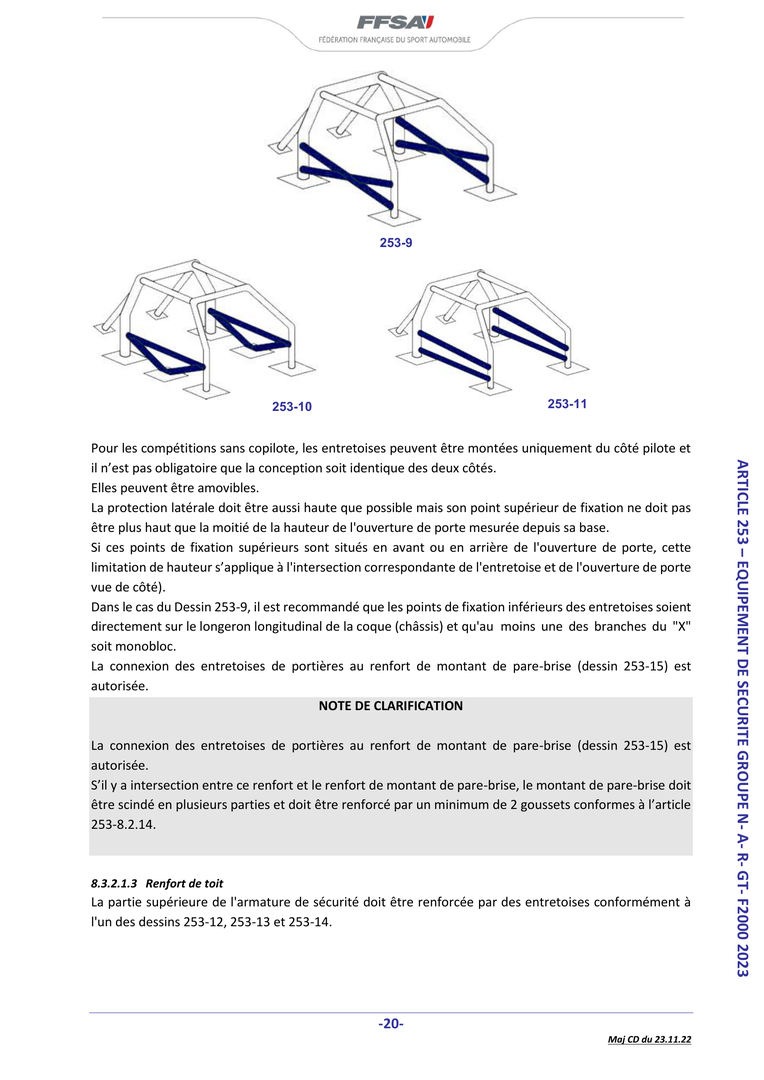 FFSA
FÉDÉRATION FRANÇAISE DU SPORT AUTOMOBILE
253-9
253-10
253-11
Pour les compétitions sans copilote, les entretoises peuvent être montées uniquement du côté pilote et
il n’est pas obligatoire que la conception soit identique des deux côtés.
Elles peuvent être amovibles.
La protection latérale doit être aussi haute que possible mais son point supérieur de fixation ne doit pas
être plus haut que la moitié de la hauteur de l'ouverture de porte mesurée depuis sa base.
Si ces points de fixation supérieurs sont situés en avant ou en arrière de l'ouverture de porte, cette
limitation de hauteur s’applique à l'intersection correspondante de l'entretoise et de l'ouverture de porte
vue de côté).
Dans le cas du Dessin 253-9, il est recommandé que les points de fixation inférieurs des entretoises soient
directement sur le longeron longitudinal de la coque (châssis) et qu'au moins une des branches du "X"
soit monobloc.
La connexion des entretoises de portières au renfort de montant de pare-brise (dessin 253-15) est
autorisée.
NOTE DE CLARIFICATION
La connexion des entretoises de portières au renfort de montant de pare-brise (dessin 253-15) est
autorisée.
S’il y a intersection entre ce renfort et le renfort de montant de pare-brise, le montant de pare-brise doit
être scindé en plusieurs parties et doit être renforcé par un minimum de 2 goussets conformes à l’article
253-8.2.14.
8.3.2.1.3 Renfort de toit
La partie supérieure de l'armature de sécurité doit être renforcée par des entretoises conformément à
l'un des dessins 253-12, 253-13 et 253-14.
ARTICLE 253 – EQUIPEMENT DE SECURITE GROUPE N- A- R- GT- F2000 2023
-20-
Maj CD du 23.11.22